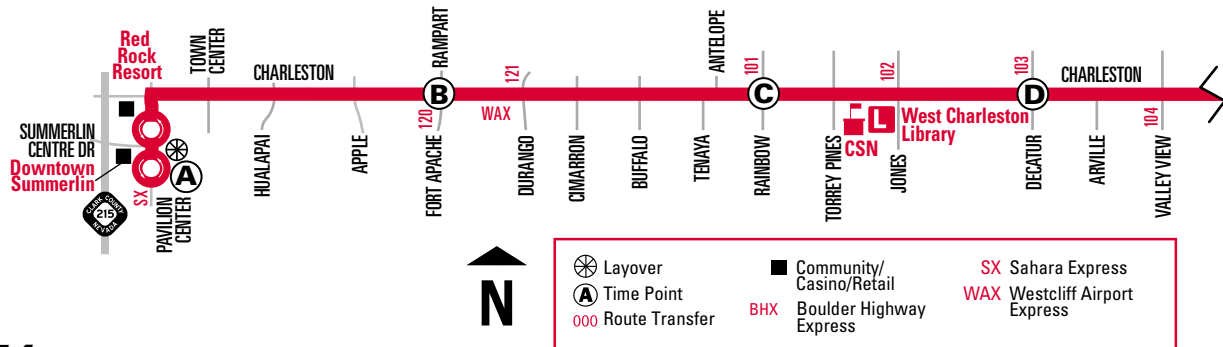 Red
Rock
Resort
TOWN
CENTER
CHARLESTON
RAMPART
121
ANTELOPE
101
102
103
CHARLESTON
B
C
D
120
WAX
CSN
L
West Charleston
Library
104
SUMMERLIN
CENTRE DR
Downtown
Summerlin
A
SX
PAVILION
CENTER
CLARK COUNTY
215
NEVADA
HUALAPAI
APPLE
FORT APACHE
DURANGO
CIMARRON
BUFFALO
TENAYA
RAINBOW
TORREY PINES
JONES
DECATUR
ARVILLE
VALLEY VIEW
N
Layover
A Time Point
000 Route Transfer
Community/
Casino/Retail
BHX Boulder Highway
Express
SX Sahara Express
WAX Westcliff Airport
Express